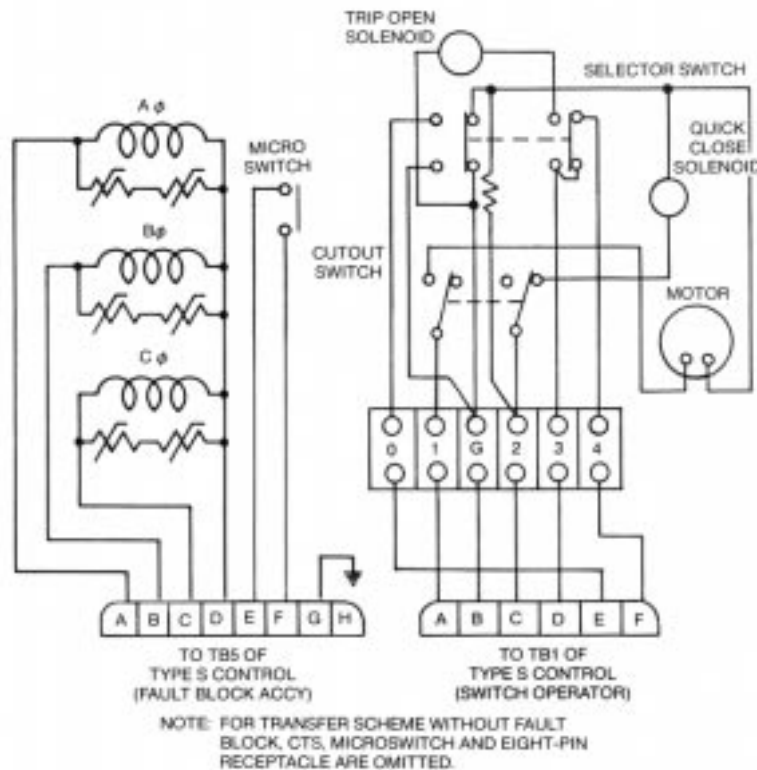 TRIP OPEN
SOLENOID
SELECTOR SWITCH
A φ
MICRO
SWITCH
QUICK
CLOSE
SOLENOID
Bφ
CUTOUT
SWITCH
MOTOR
C φ
0 1 G 2 3 4
A B C D E F G H
A B C D E F
TO TB5 OF
TYPE S CONTROL
(FAULT BLOCK ACCY)
TO TB1 OF
TYPE S CONTROL
(SWITCH OPERATOR)
NOTE: FOR TRANSFER SCHEME WITHOUT FAULT
BLOCK, CTS, MICROSWITCH AND EIGHT-PIN
RECEPTACLE ARE OMITTED.